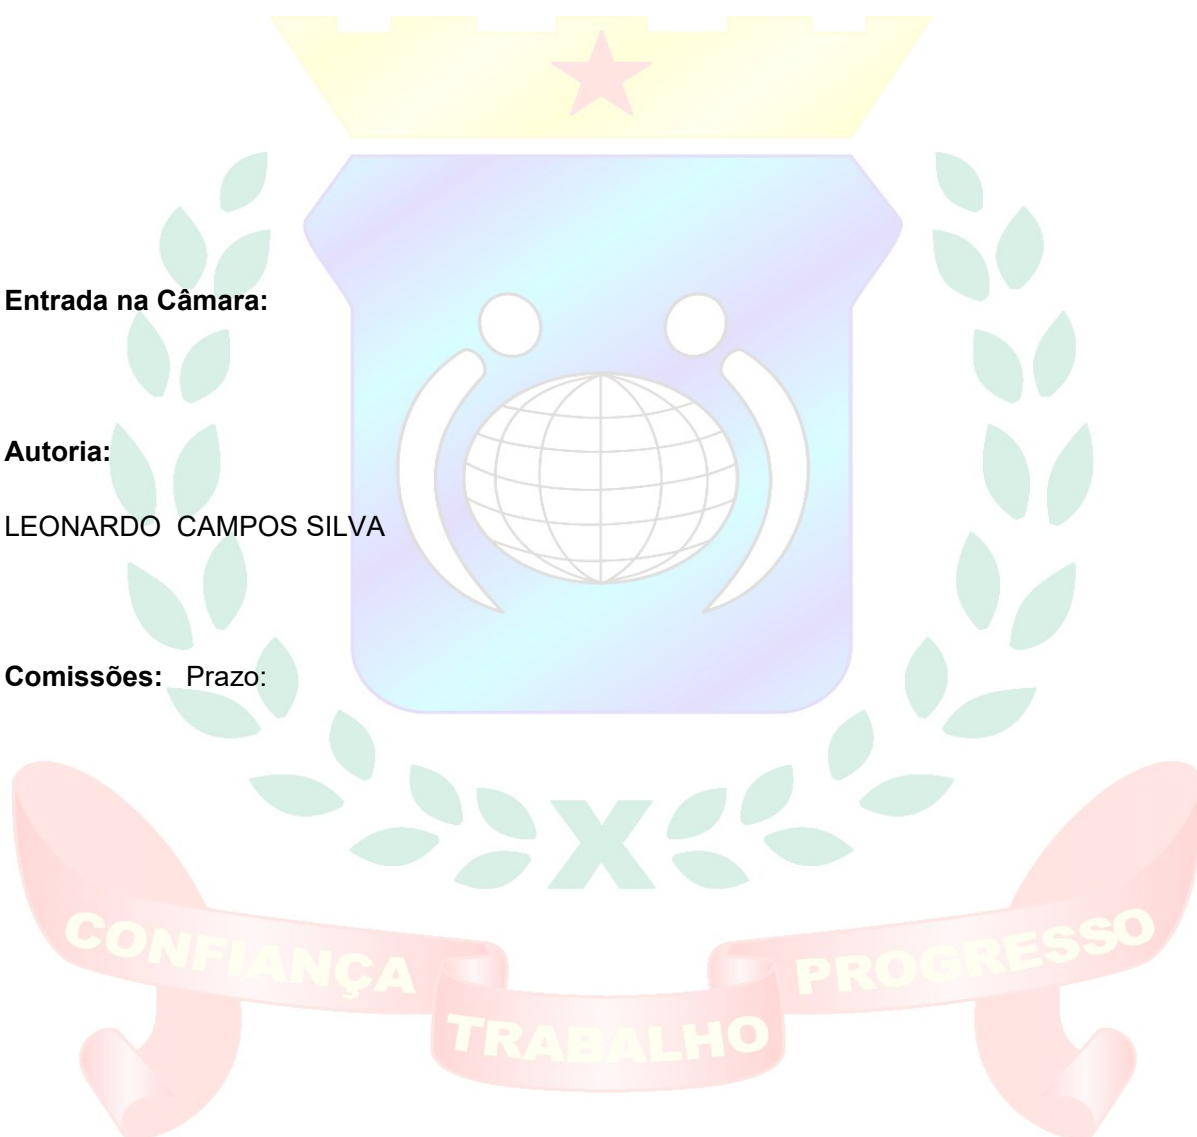 Entrada na Câmara:
Autoria:
LEONARDO CAMPOS SILVA
Comissões: Prazo:
X
CONFIANÇA
TRABALHO
PROGRESSO